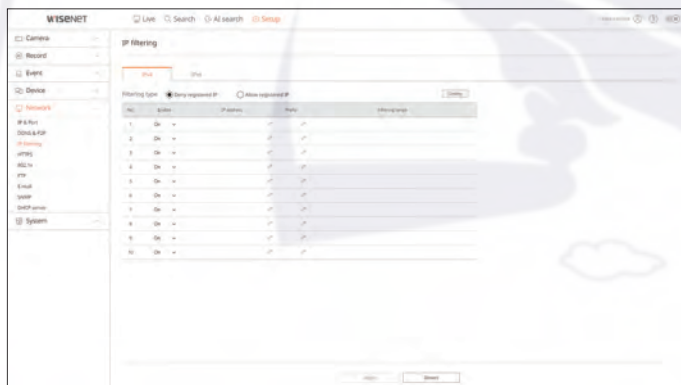 WISENET Live Search AI search Setup
Camera
Record
Event
Device
Network
IP & Port
DDNS & P2P
IP filtering
HTTPS
802.1x
FTP
E-mail
SNMP
DHCP server
System
IP filtering
IPv4 IPv6
Filtering type Deny registered IP Allow registered IP
No. Enable IP address Prefix Filtering range
1 On
2 On
3 On
4 On
5 On
6 On
7 On
8 On
9 On
10 On